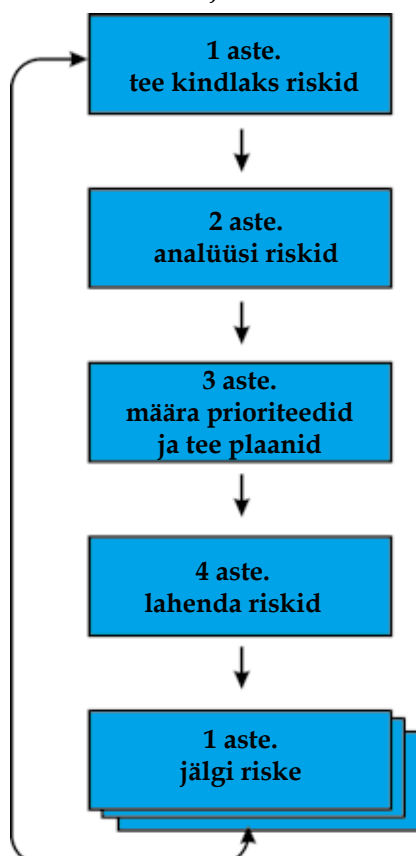 1 aste.
tee kindlaks riskid
2 aste.
analüüsi riskid
3 aste.
määra prioriteedid
ja tee plaanid
4 aste.
lahenda riskid
1 aste.
jälgi riske